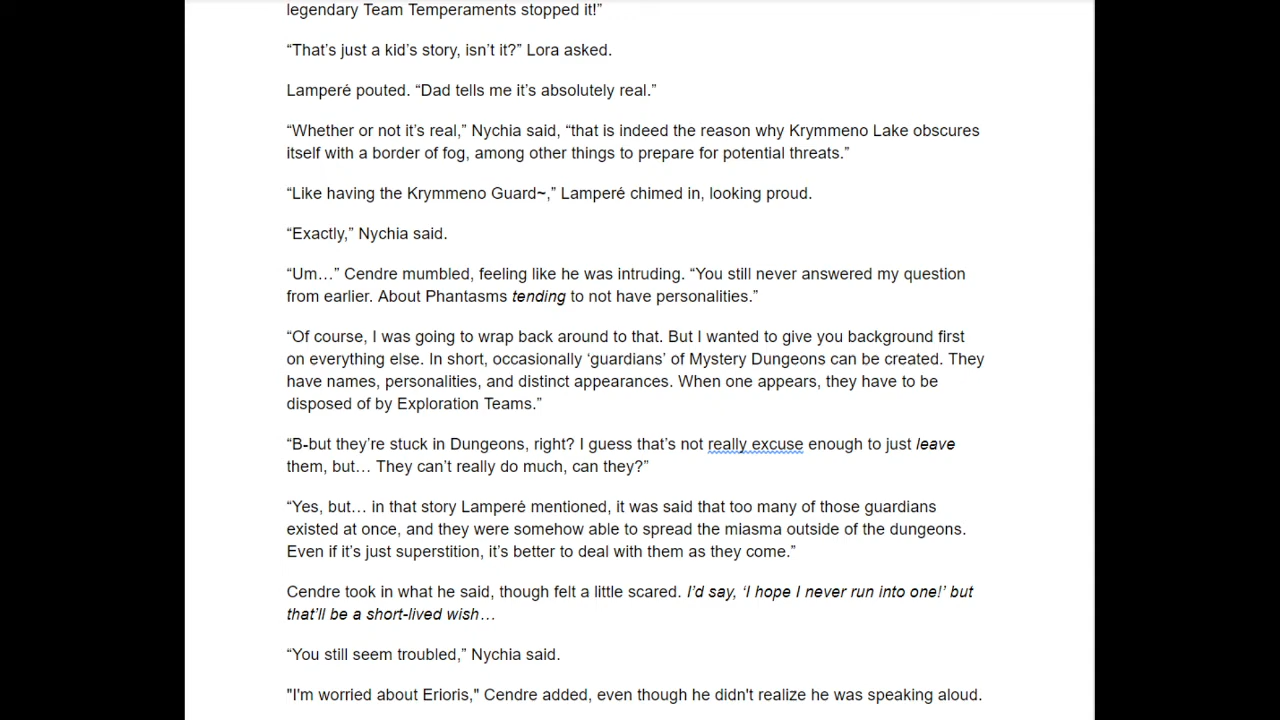 legendary Team Temperaments stopped it!”
“That’s just a kid’s story, isn’t it?” Lora asked.
Lamperé pouted. “Dad tells me it’s absolutely real.”
“Whether or not it’s real,” Nychia said, “that is indeed the reason why Krymmeno Lake obscures
itself with a border of fog, among other things to prepare for potential threats.”
“Like having the Krymmeno Guard~,” Lamperé chimed in, looking proud.
“Exactly,” Nychia said.
“Um…” Cendre mumbled, feeling like he was intruding. “You still never answered my question
from earlier. About Phantasms tending to not have personalities.”
“Of course, I was going to wrap back around to that. But I wanted to give you background first
on everything else. In short, occasionally ‘guardians’ of Mystery Dungeons can be created. They
have names, personalities, and distinct appearances. When one appears, they have to be
disposed of by Exploration Teams.”
“B-but they’re stuck in Dungeons, right? I guess that’s not really excuse enough to just leave
them, but… They can’t really do much, can they?”
“Yes, but… in that story Lamperé mentioned, it was said that too many of those guardians
existed at once, and they were somehow able to spread the miasma outside of the dungeons.
Even if it’s just superstition, it’s better to deal with them as they come.”
Cendre took in what he said, though felt a little scared. I’d say, ‘I hope I never run into one!’ but
that’ll be a short-lived wish…
“You still seem troubled,” Nychia said.
"I'm worried about Erioris," Cendre added, even though he didn't realize he was speaking aloud.